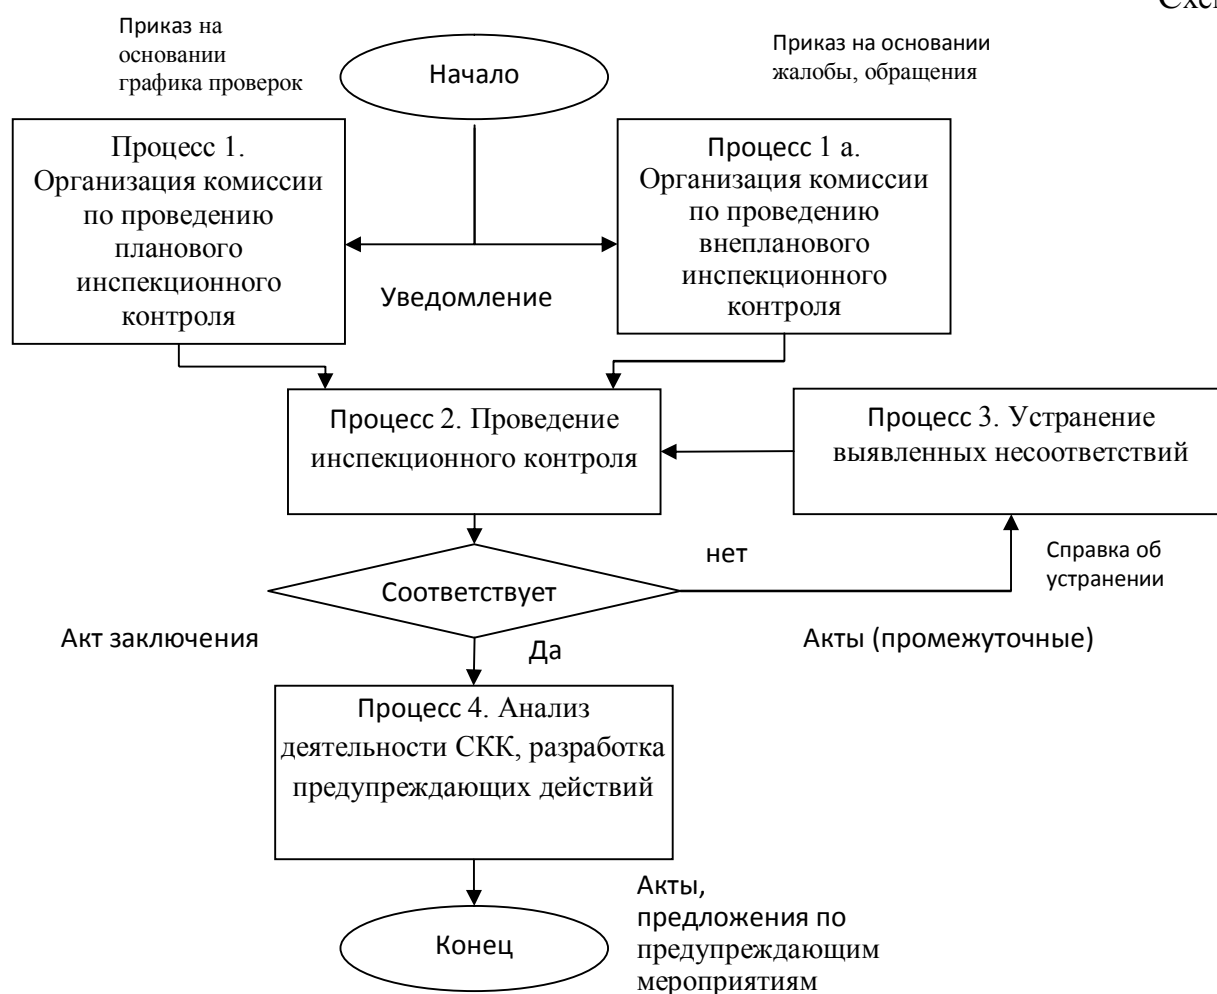 Схе
Приказ на
основании
графика проверок
Начало
Приказ на основании
жалобы, обращения
Процесс 1.
Организация комиссии
по проведению
планового
инспекционного
контроля
Процесс 1 а.
Организация комиссии
по проведению
внепланового
инспекционного
контроля
Уведомление
Процесс 2. Проведение
инспекционного контроля
Процесс 3. Устранение
выявленных несоответствий
нет
Справка об
устранении
Соответствует
Акт заключения
Акты (промежуточные)
Да
Процесс 4. Анализ
деятельности СКК, разработка
предупреждающих действий
Акты,
предложения по
предупреждающим
мероприятиям
Конец